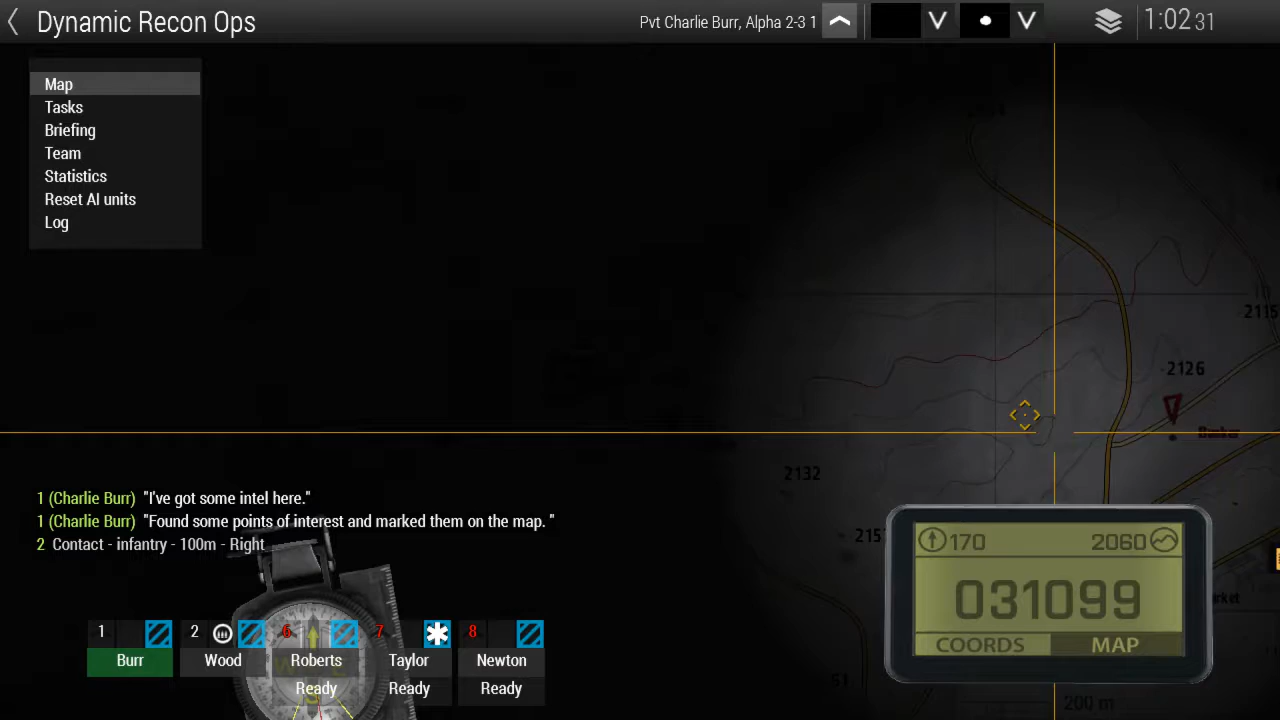 Dynamic Recon Ops
Pvt Charlie Burr, Alpha 2-3 1
1:02 31
Map
Tasks
Briefing
Team
Statistics
Reset AI units
Log
2115
2126
Bunker
2132
1 (Charlie Burr) "I've got some intel here."
1 (Charlie Burr) "Found some points of interest and marked them on the map. "
2 Contact - infantry - 100m - Right
170 2060
031099
COORDS MAP
1 2 6 7 8
Burr Wood Roberts Taylor Newton
Ready Ready Ready
S
51
200 m